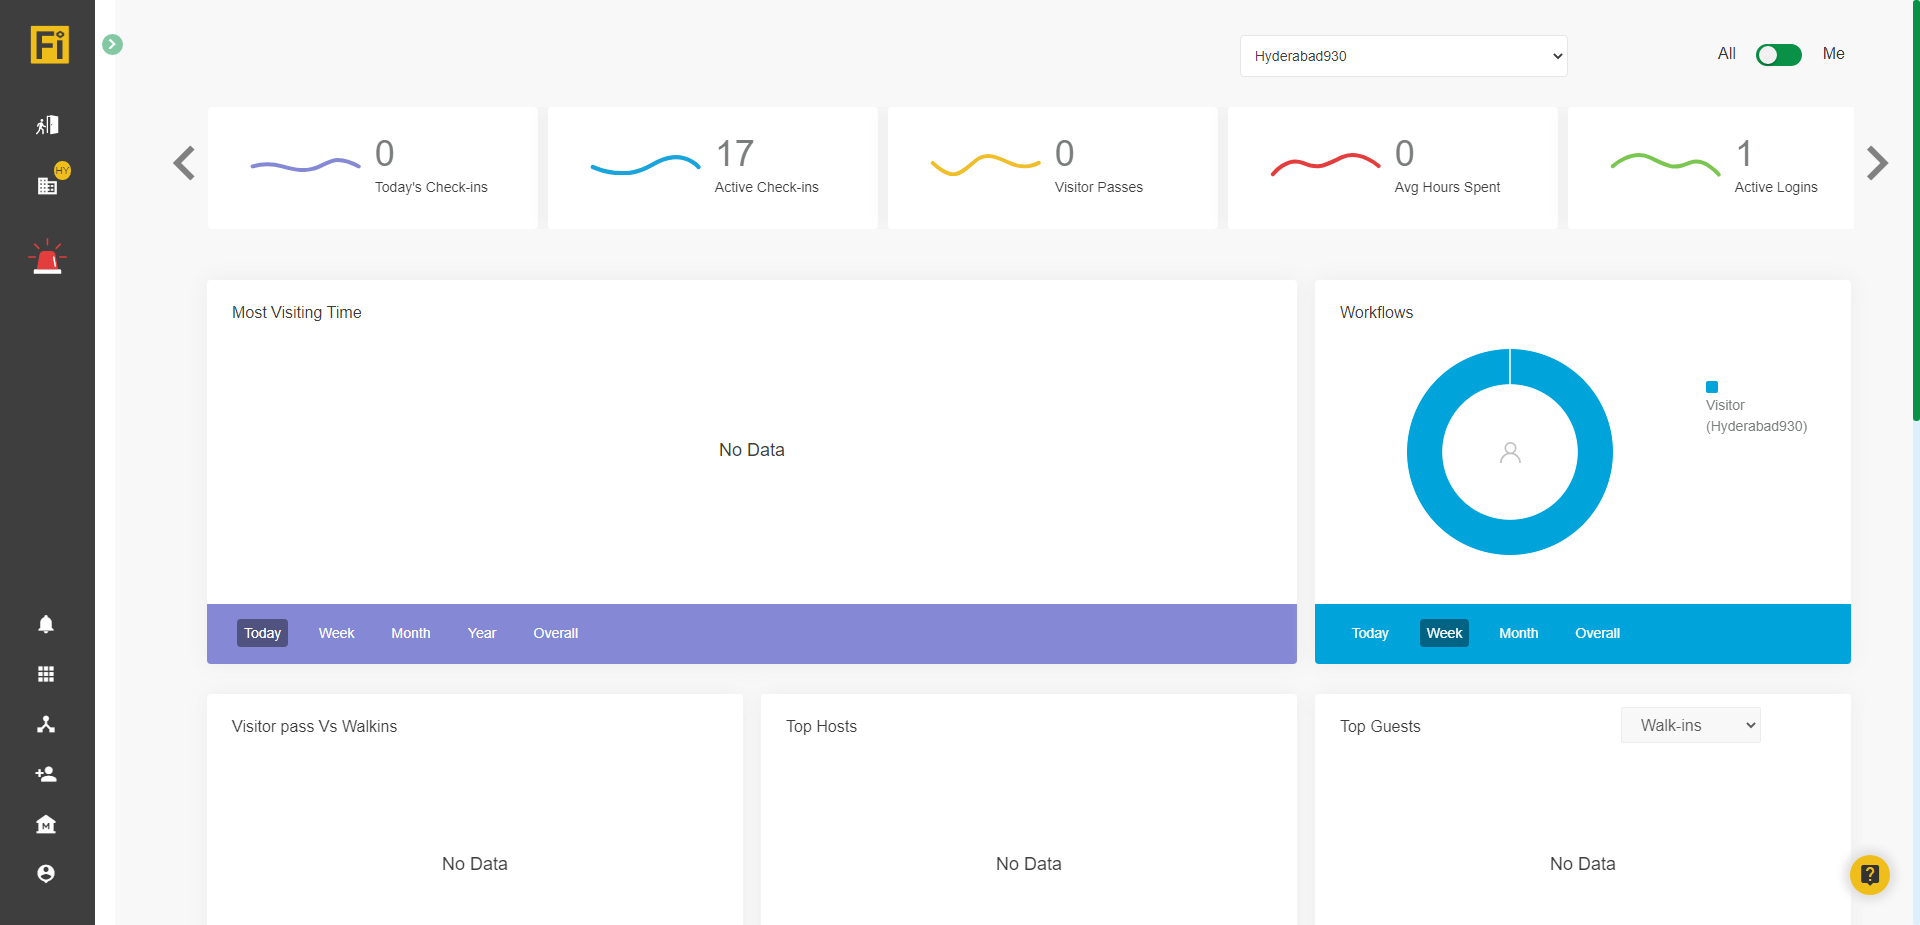 Fi
HY
Hyderabad930
All
Me
0
Today's Check-ins
17
Active Check-ins
0
Visitor Passes
0
Avg Hours Spent
1
Active Logins
Most Visiting Time
No Data
Today Week Month Year Overall
Workflows
Visitor
(Hyderabad930)
Today Week Month Overall
Visitor pass Vs Walkins
No Data
Top Hosts
No Data
Top Guests
Walk-ins
No Data
M
?